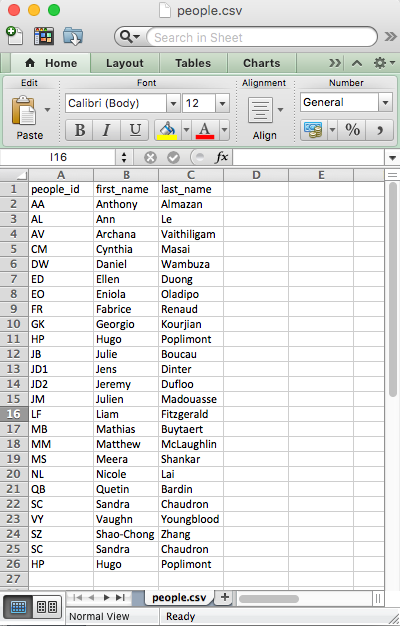 people.csv
Search in Sheet
Home Layout Tables Charts
Edit Font Alignment Number
Calibri (Body) 12 General
Paste B I U A Align % ,
I16 fx
A B C D E
1 people_id first_name last_name
2 AA Anthony Almazan
3 AL Ann Le
4 AV Archana Vaithiligam
5 CM Cynthia Masai
6 DW Daniel Wambuza
7 ED Ellen Duong
8 EO Eniola Oladipo
9 FR Fabrice Renaud
10 GK Georgio Kourjian
11 HP Hugo Poplimont
12 JB Julie Boucau
13 JD1 Jens Dinter
14 JD2 Jeremy Dufloo
15 JM Julien Madouasse
16 LF Liam Fitzgerald
17 MB Mathias Buytaert
18 MM Matthew McLaughlin
19 MS Meera Shankar
20 NL Nicole Lai
21 QB Quetin Bardin
22 SC Sandra Chaudron
23 VY Vaughn Youngblood
24 SZ Shao-Chong Zhang
25 SC Sandra Chaudron
26 HP Hugo Poplimont
27
people.csv
Normal View Ready